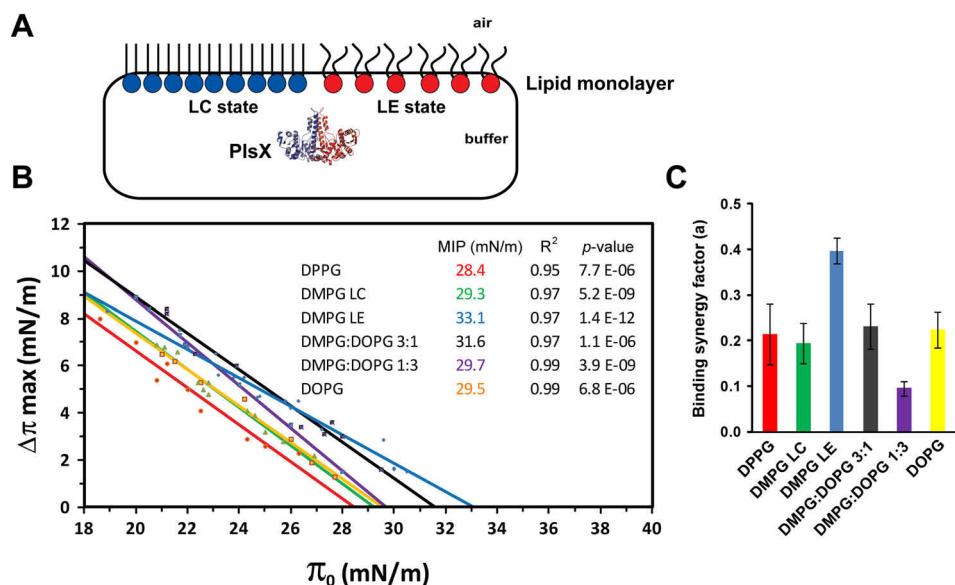 A
air
Lipid monolayer
LC state
LE state
PlsX
buffer
B
Δπ max (mN/m)
12
10
8
6
4
2
0
18 20 22 24 26 28 30 32 34 36 38 40
π₀ (mN/m)
MIP (mN/m) R² p-value
DPPG 28.4 0.95 7.7 E-06
DMPG LC 29.3 0.97 5.2 E-09
DMPG LE 33.1 0.97 1.4 E-12
DMPG:DOPG 3:1 31.6 0.97 1.1 E-06
DMPG:DOPG 1:3 29.7 0.99 3.9 E-09
DOPG 29.5 0.99 6.8 E-06
C
Binding synergy factor (a)
0.5
0.4
0.3
0.2
0.1
0.0
DPPG
DMPG LC
DMPG LE
DMPG:DOPG 3:1
DMPG:DOPG 1:3
DOPG